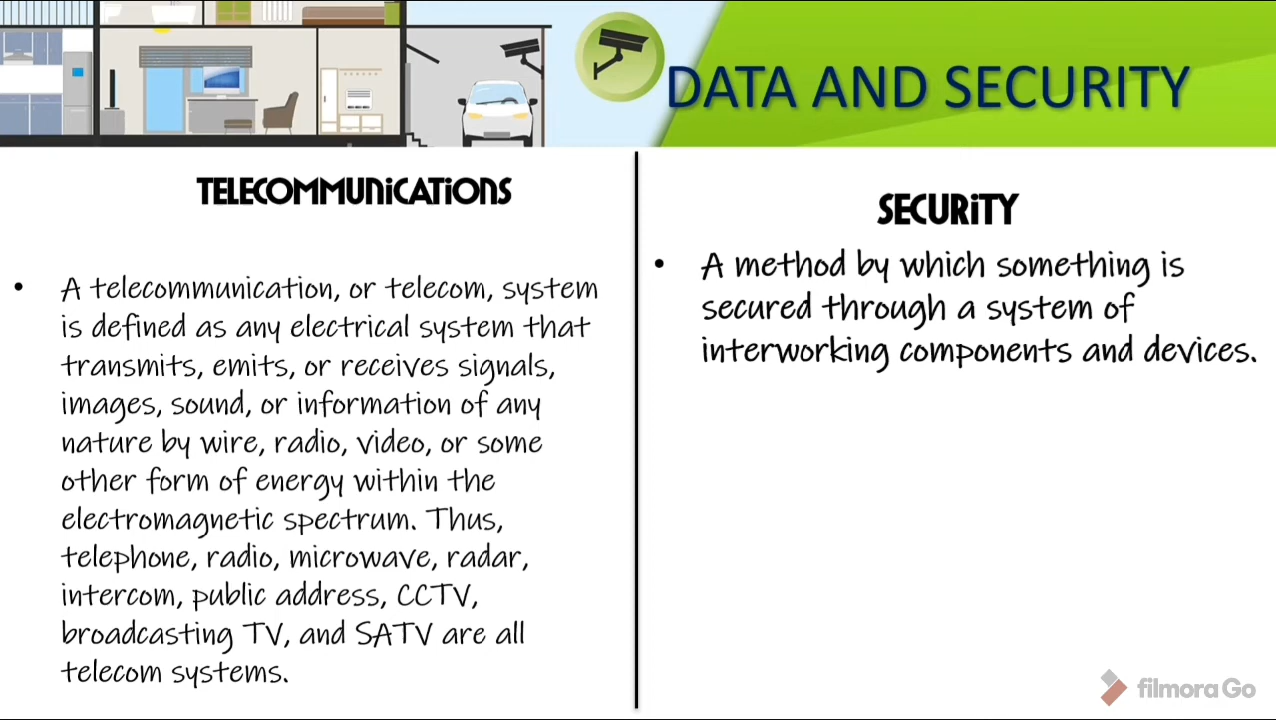 DATA AND SECURITY
TELECOMMUNiCATiONS
• A telecommunication, or telecom, system
is defined as any electrical system that
transmits, emits, or receives signals,
images, sound, or information of any
nature by wire, radio, video, or some
other form of energy within the
electromagnetic spectrum. Thus,
telephone, radio, microwave, radar,
intercom, public address, CCTV,
broadcasting TV, and SATV are all
telecom systems.
SECURiTY
• A method by which something is
secured through a system of
interworking components and devices.
filmora Go